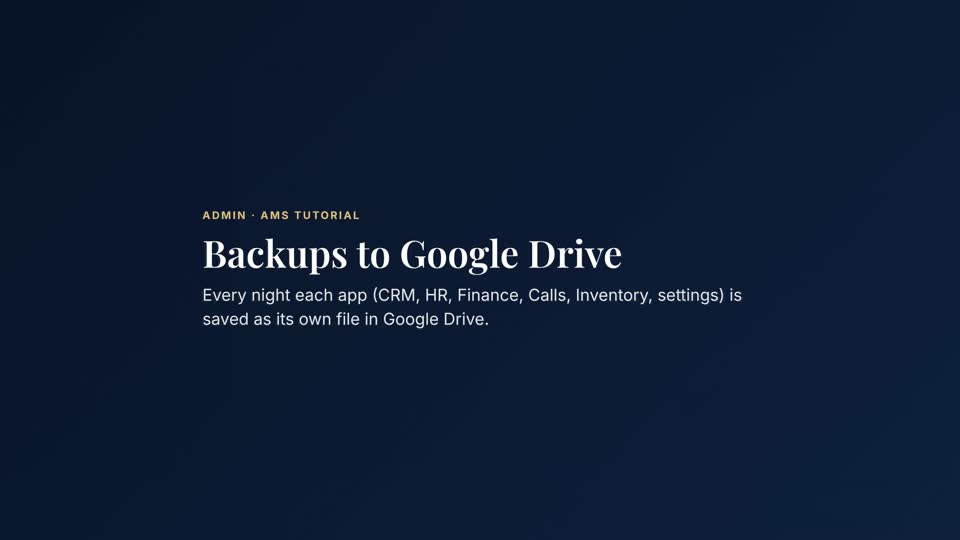 ADMIN · AMS TUTORIAL
Backups to Google Drive
Every night each app (CRM, HR, Finance, Calls, Inventory, settings) is
saved as its own file in Google Drive.